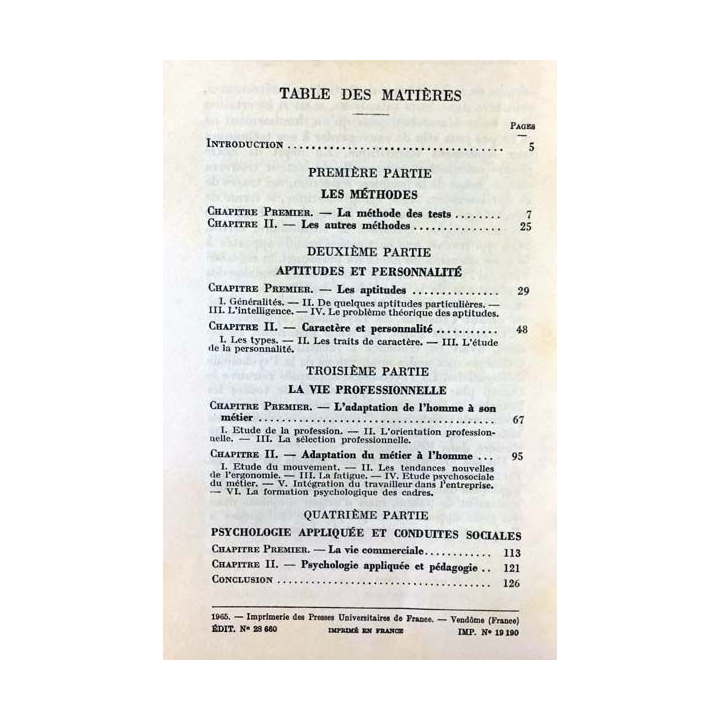 TABLE DES MATIÈRES
PAGES
INTRODUCTION .................................. 5
PREMIÈRE PARTIE
LES MÉTHODES
CHAPITRE PREMIER. — La méthode des tests ........ 7
CHAPITRE II. — Les autres méthodes .............. 25
DEUXIÈME PARTIE
APTITUDES ET PERSONNALITÉ
CHAPITRE PREMIER. — Les aptitudes .............. 29
I. Généralités. — II. De quelques aptitudes particulières. —
III. L'intelligence. — IV. Le problème théorique des aptitudes.
CHAPITRE II. — Caractère et personnalité ........... 48
I. Les types. — II. Les traits de caractère. — III. L'étude
de la personnalité.
TROISIÈME PARTIE
LA VIE PROFESSIONNELLE
CHAPITRE PREMIER. — L'adaptation de l'homme à son
métier ........................................ 67
I. Etude de la profession. — II. L'orientation profession-
nelle. — III. La sélection professionnelle.
CHAPITRE II. — Adaptation du métier à l'homme ... 95
I. Etude du mouvement. — II. Les tendances nouvelles
de l'ergonomie. — III. La fatigue. — IV. Etude psychosociale
du métier. — V. Intégration du travailleur dans l'entreprise.
— VI. La formation psychologique des cadres.
QUATRIÈME PARTIE
PSYCHOLOGIE APPLIQUÉE ET CONDUITES SOCIALES
CHAPITRE PREMIER. — La vie commerciale............ 113
CHAPITRE II. — Psychologie appliquée et pédagogie .. 121
CONCLUSION .................................... 126
1965. — Imprimerie des Presses Universitaires de France. — Vendôme (France)
ÉDIT. N° 28 660 IMPRIMÉ EN FRANCE IMP. N° 19 190